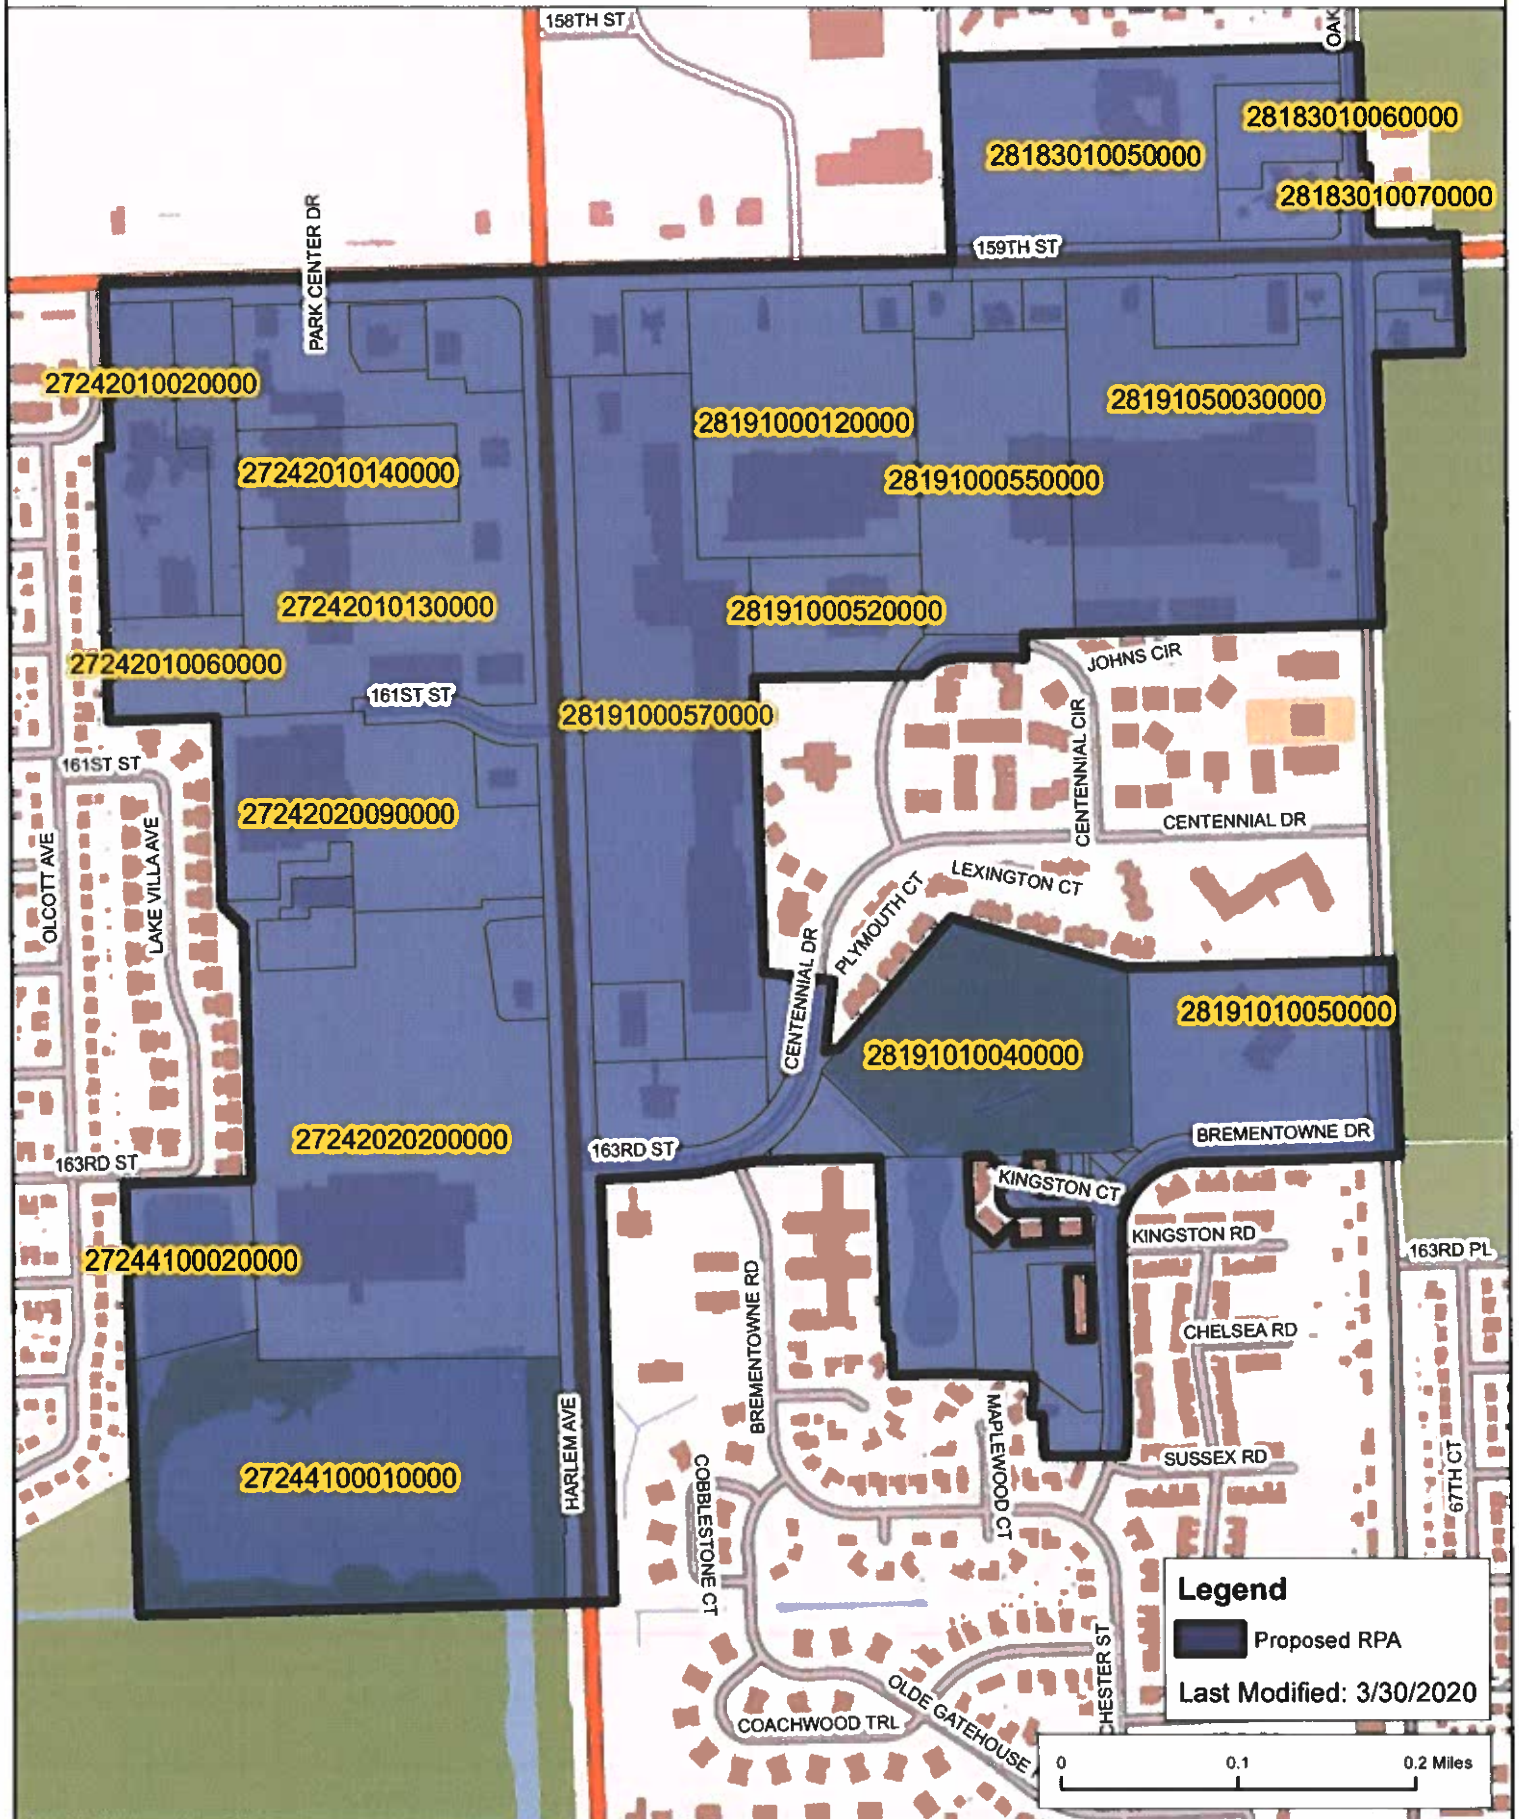 158TH ST
OAK
28183010060000
28183010050000
28183010070000
PARK CENTER DR
159TH ST
27242010020000
28191050030000
28191000120000
27242010140000
28191000550000
27242010130000
28191000520000
27242010060000
JOHNS CIR
161ST ST
28191000570000
CENTENNIAL CIR
161ST ST
27242020090000
CENTENNIAL DR
OLCOTT AVE
LAKE VILLA AVE
LEXINGTON CT
PLYMOUTH CT
CENTENNIAL DR
28191010050000
28191010040000
27242020200000
163RD ST
BREMENTOWNE DR
163RD ST
KINGSTON CT
KINGSTON RD
27244100020000
163RD PL
BREMENTOWNE RD
CHELSEA RD
HARLEM AVE
MAPLEWOOD CT
SUSSEX RD
67TH CT
27244100010000
COBBLESTONE CT
Legend
Proposed RPA
Last Modified: 3/30/2020
CHESTER ST
OLDE GATEHOUSE
COACHWOOD TRL
0 0.1 0.2 Miles